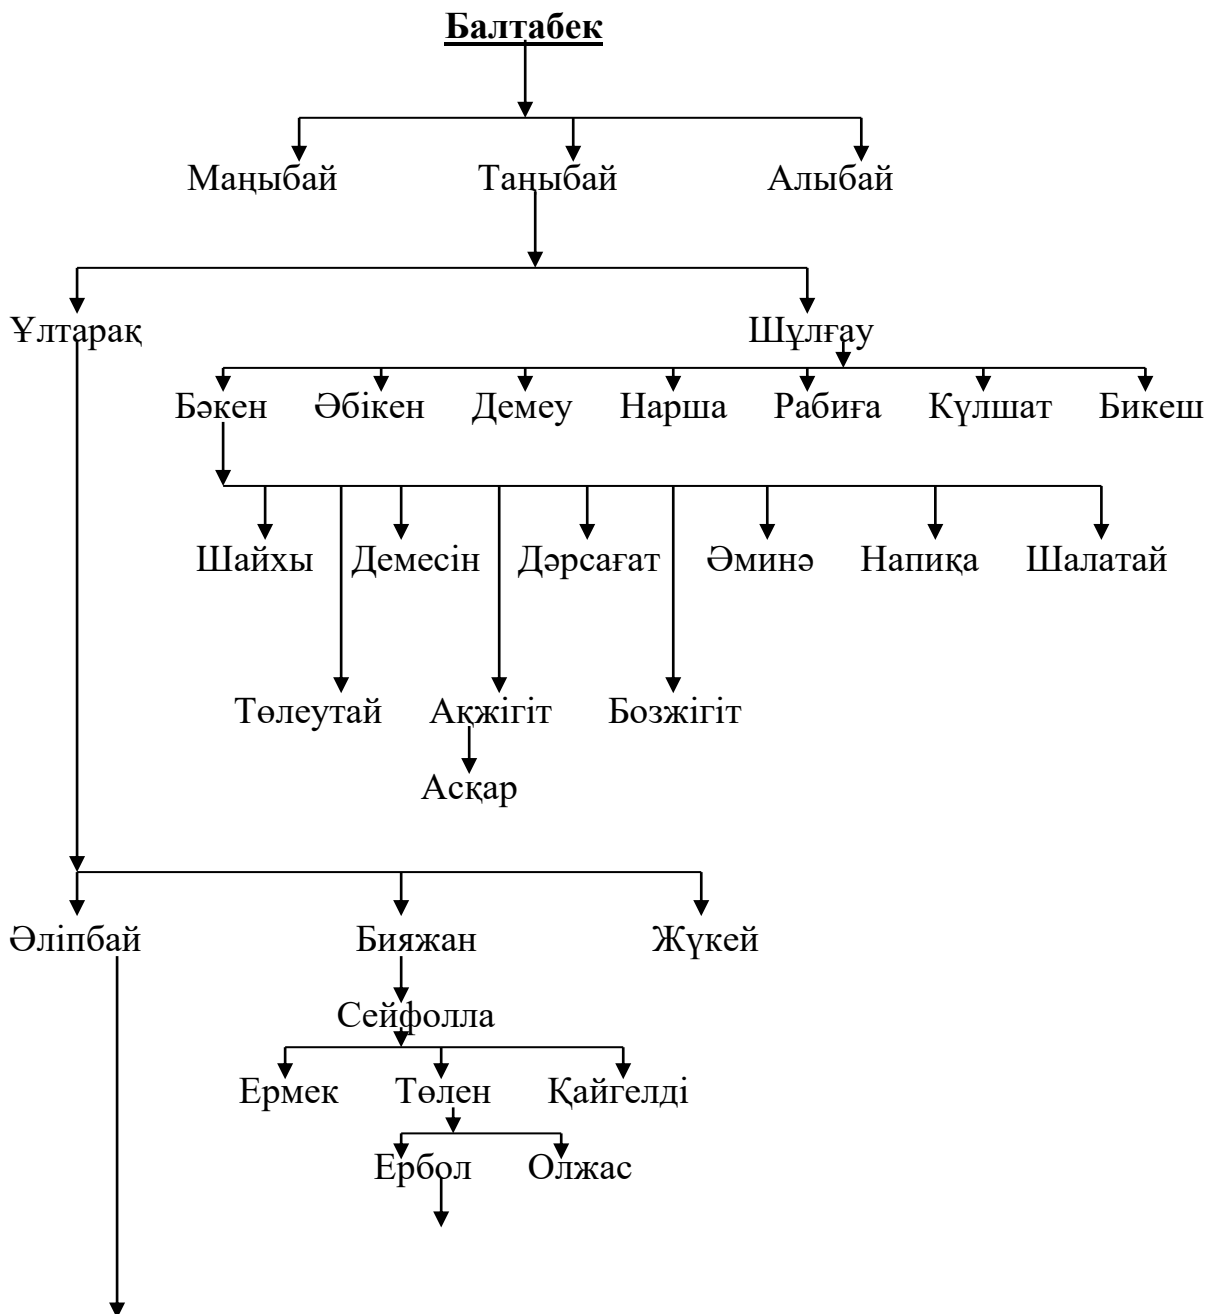 Балтабек
Маңыбай Таңыбай Алыбай
Ұлтарақ Шұлғау
Бәкен Әбікен Демеу Нарша Рабиға Күлшат Бикеш
Шайхы Демесін Дәрсағат Әминә Напиқа Шалатай
Төлеутай Ақжігіт Бозжігіт
Асқар
Әліпбай Бияжан Жүкей
Сейфолла
Ермек Төлен Қайгелді
Ербол Олжас